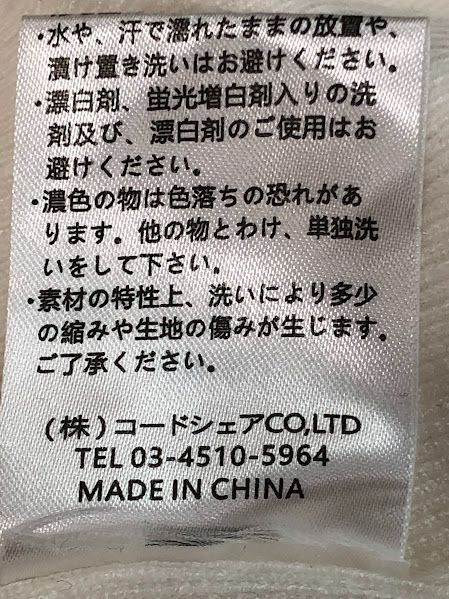 ・水や、汗で濡れたままの放置や、
漬け置き洗いはお避けください。
・漂白剤、蛍光増白剤入りの洗
剤及び、漂白剤のご使用はお
避けください。
・濃色の物は色落ちの恐れがあ
ります。他の物とわけ、単独洗
いをして下さい。
・素材の特性上、洗いにより多少
の縮みや生地の傷みが生じます。
ご了承ください。
(株)コードシェアCO,LTD
TEL 03-4510-5964
MADE IN CHINA